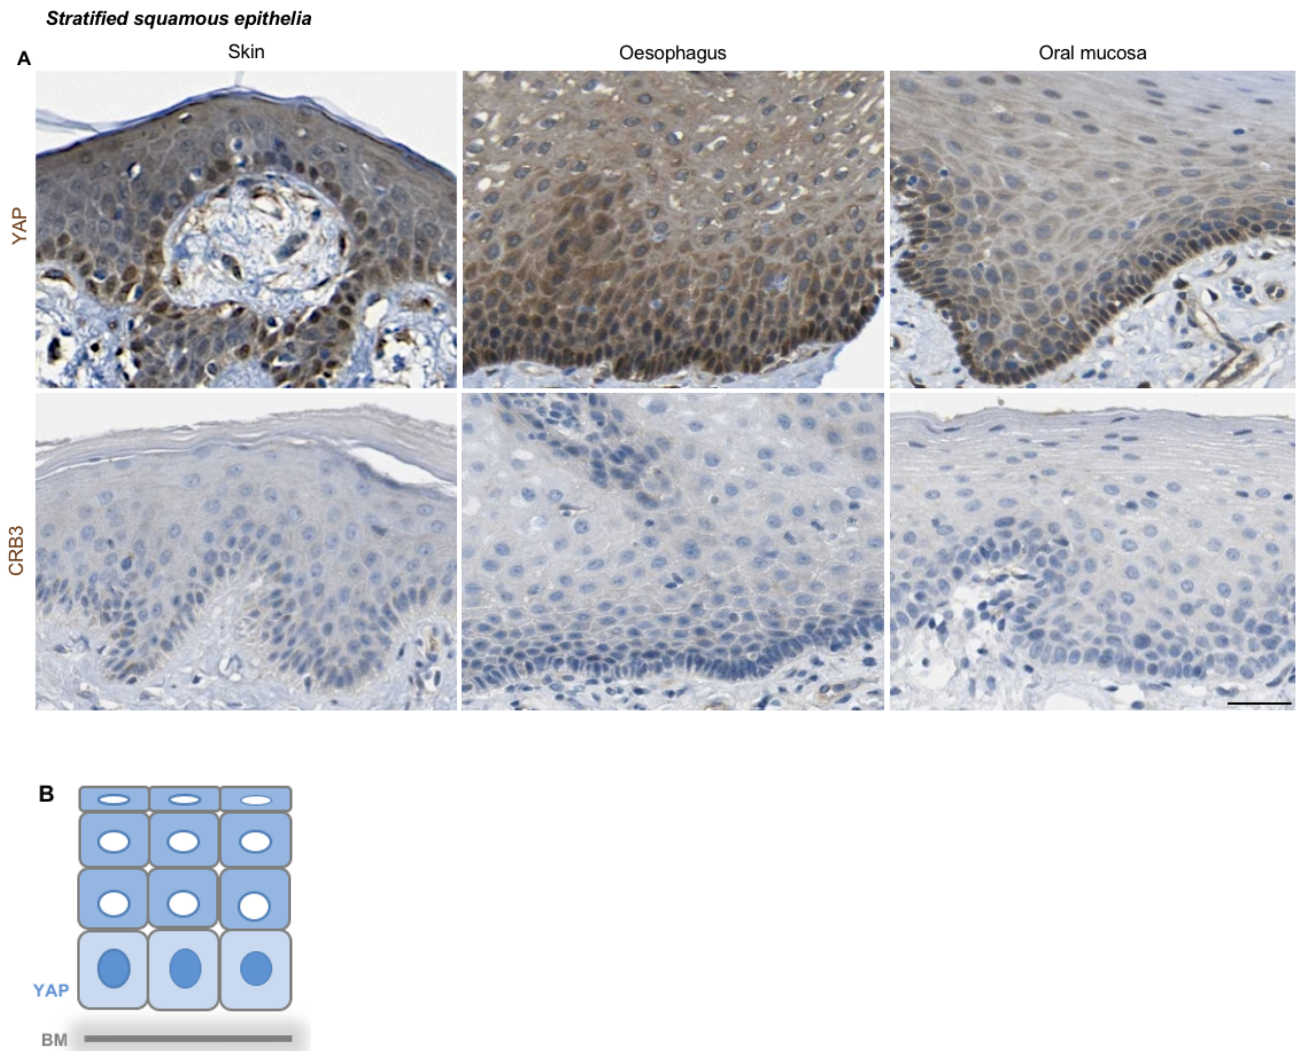 Stratified squamous epithelia
A
Skin
Oesophagus
Oral mucosa
YAP
CRB3
B
YAP
BM